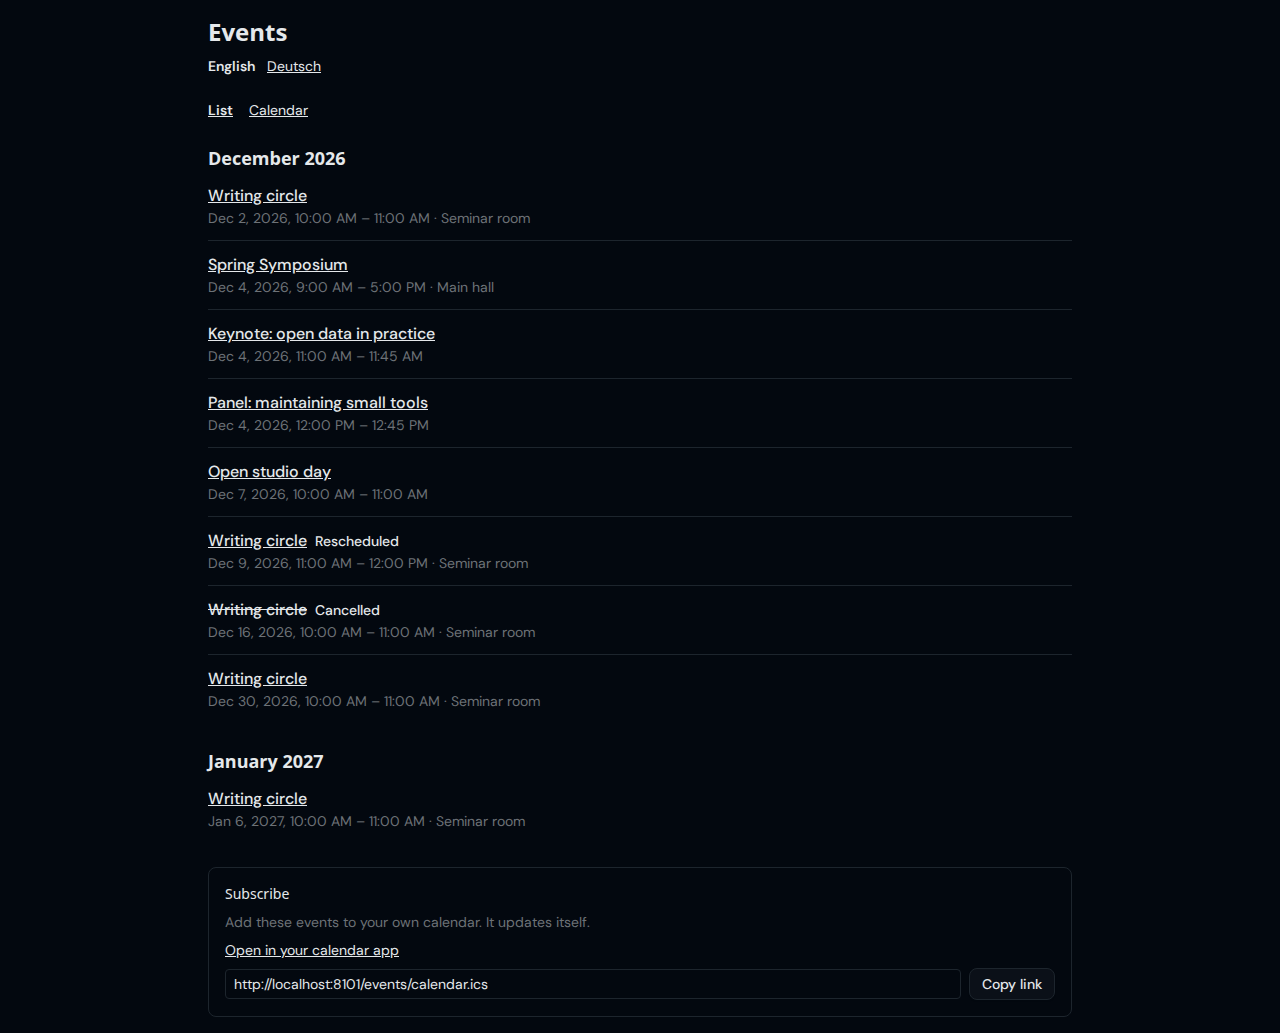 Events
English Deutsch
List Calendar
December 2026
Writing circle
Dec 2, 2026, 10:00 AM – 11:00 AM · Seminar room
Spring Symposium
Dec 4, 2026, 9:00 AM – 5:00 PM · Main hall
Keynote: open data in practice
Dec 4, 2026, 11:00 AM – 11:45 AM
Panel: maintaining small tools
Dec 4, 2026, 12:00 PM – 12:45 PM
Open studio day
Dec 7, 2026, 10:00 AM – 11:00 AM
Writing circle Rescheduled
Dec 9, 2026, 11:00 AM – 12:00 PM · Seminar room
Writing circle Cancelled
Dec 16, 2026, 10:00 AM – 11:00 AM · Seminar room
Writing circle
Dec 30, 2026, 10:00 AM – 11:00 AM · Seminar room
January 2027
Writing circle
Jan 6, 2027, 10:00 AM – 11:00 AM · Seminar room
Subscribe
Add these events to your own calendar. It updates itself.
Open in your calendar app
http://localhost:8101/events/calendar.ics Copy link